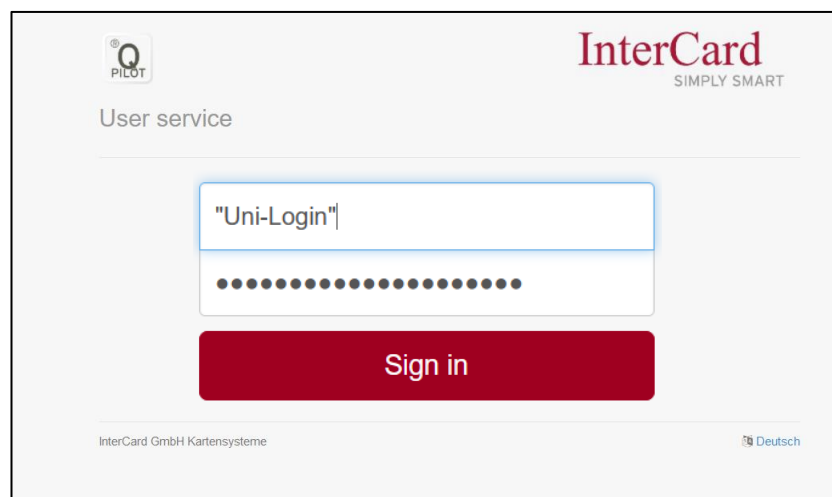 ® Q
PILOT
InterCard
SIMPLY SMART
User service
"Uni-Login"
●●●●●●●●●●●●●●●●●●●●●
Sign in
InterCard GmbH Kartensysteme
Deutsch